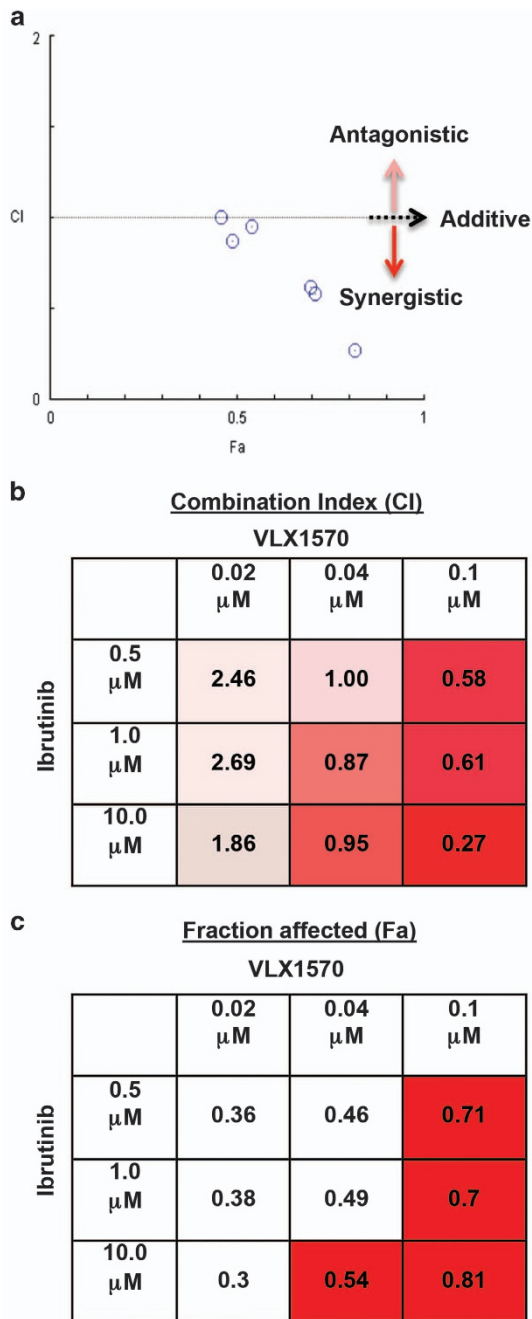 a
2
CI
0
0
0.5
1
Fa
Antagonistic
Additive
Synergistic
b
Combination Index (CI)
VLX1570
0.02 μM
0.04 μM
0.1 μM
Ibrutinib
0.5 μM
2.46
1.00
0.58
1.0 μM
2.69
0.87
0.61
10.0 μM
1.86
0.95
0.27
c
Fraction affected (Fa)
VLX1570
0.02 μM
0.04 μM
0.1 μM
Ibrutinib
0.5 μM
0.36
0.46
0.71
1.0 μM
0.38
0.49
0.7
10.0 μM
0.3
0.54
0.81